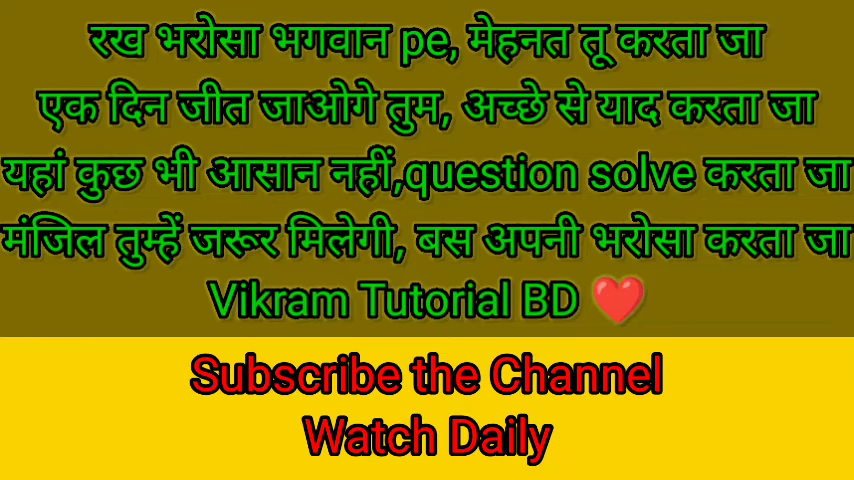 रख भरोसा भगवान pe, मेहनत तू करता जा
एक दिन जीत जाओगे तुम, अच्छे से याद करता जा
यहां कुछ भी आसान नहीं,question solve करता जा
मंजिल तुम्हें जरूर मिलेगी, बस अपनी भरोसा करता जा
Vikram Tutorial BD ❤️
Subscribe the Channel
Watch Daily